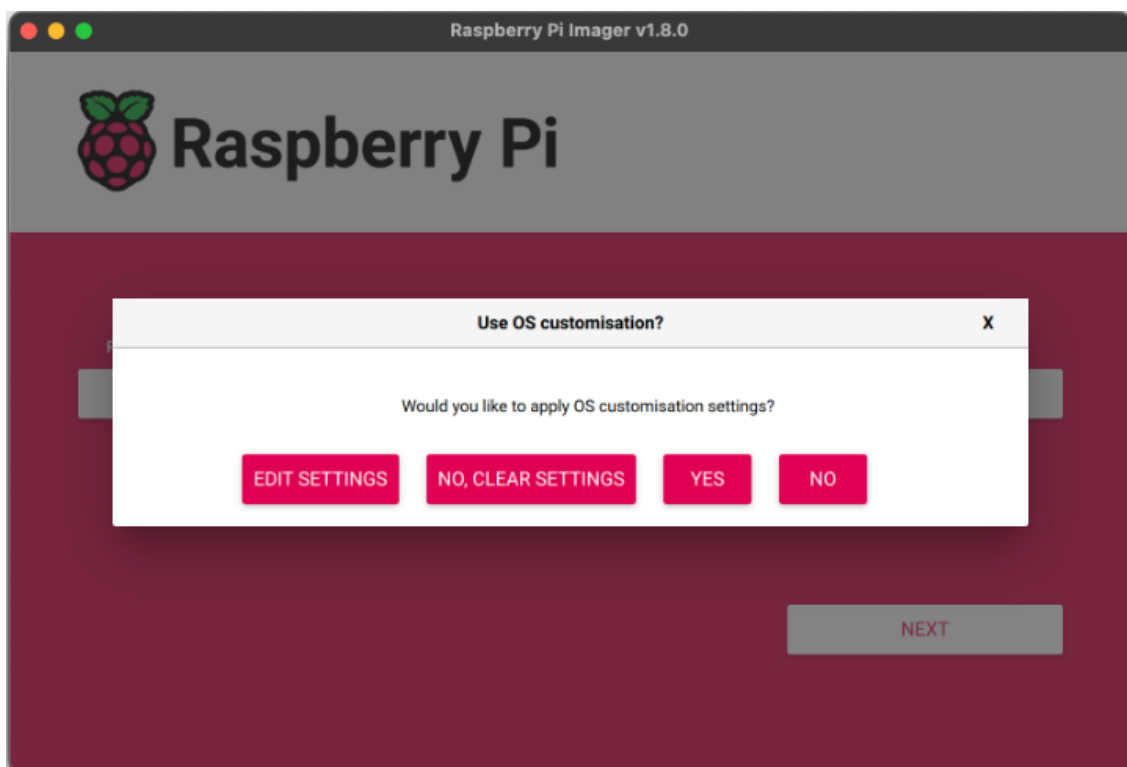 Raspberry Pi Imager v1.8.0
Raspberry Pi
Use OS customisation? X
Would you like to apply OS customisation settings?
EDIT SETTINGS NO, CLEAR SETTINGS YES NO
NEXT